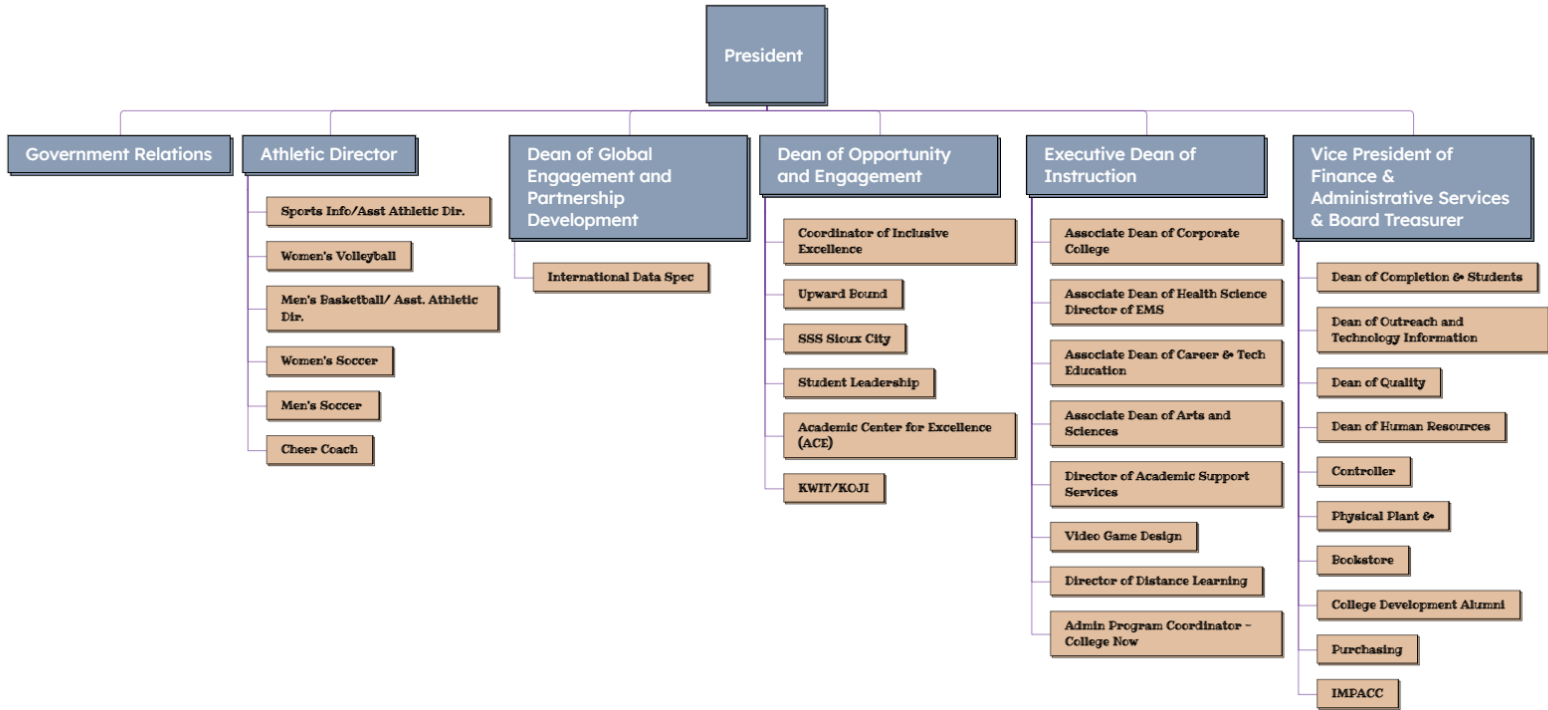 President
Government Relations
Athletic Director
Sports Info/Asst Athletic Dir.
Women's Volleyball
Men's Basketball/ Asst. Athletic
Dir.
Women's Soccer
Men's Soccer
Cheer Coach
Dean of Global
Engagement and
Partnership
Development
International Data Spec
Dean of Opportunity
and Engagement
Coordinator of Inclusive
Excellence
Upward Bound
SSS Sioux City
Student Leadership
Academic Center for Excellence
(ACE)
KWIT/KOJI
Executive Dean of
Instruction
Associate Dean of Corporate
College
Associate Dean of Health Science
Director of EMS
Associate Dean of Career & Tech
Education
Associate Dean of Arts and
Sciences
Director of Academic Support
Services
Video Game Design
Director of Distance Learning
Admin Program Coordinator -
College Now
Vice President of
Finance &
Administrative Services
& Board Treasurer
Dean of Completion & Students
Dean of Outreach and
Technology Information
Dean of Quality
Dean of Human Resources
Controller
Physical Plant &
Bookstore
College Development Alumni
Purchasing
IMPACC